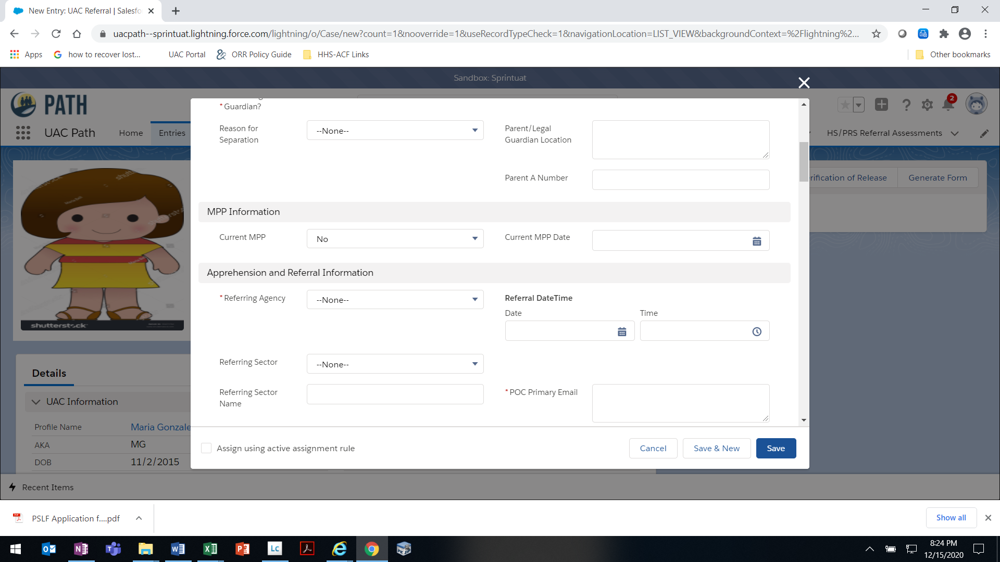 New Entry: UAC Referral | Salesfo
uacpath--sprintuat.lightning.force.com/lightning/o/Case/new?count=1&nooverride=1&useRecordTypeCheck=1&navigationLocation=LIST_VIEW&backgroundContext=%2Flightning%2...
Apps
how to recover lost...
UAC Portal
ORR Policy Guide
HHS-ACF Links
Other bookmarks
Sandbox: Sprintuat
PATH
2
UAC Path
Home
Entries
HS/PRS Referral Assessments
rification of Release
Generate Form
shutterstock
Details
UAC Information
Profile Name
Maria Gonzale
AKA
MG
DOB
11/2/2015
* Guardian?
Reason for Separation
--None--
Parent/Legal Guardian Location
Parent A Number
MPP Information
Current MPP
No
Current MPP Date
Apprehension and Referral Information
* Referring Agency
--None--
Referral DateTime
Date
Time
Referring Sector
--None--
Referring Sector Name
* POC Primary Email
Assign using active assignment rule
Cancel
Save & New
Save
Recent Items
PSLF Application f....pdf
Show all
8:24 PM
12/15/2020